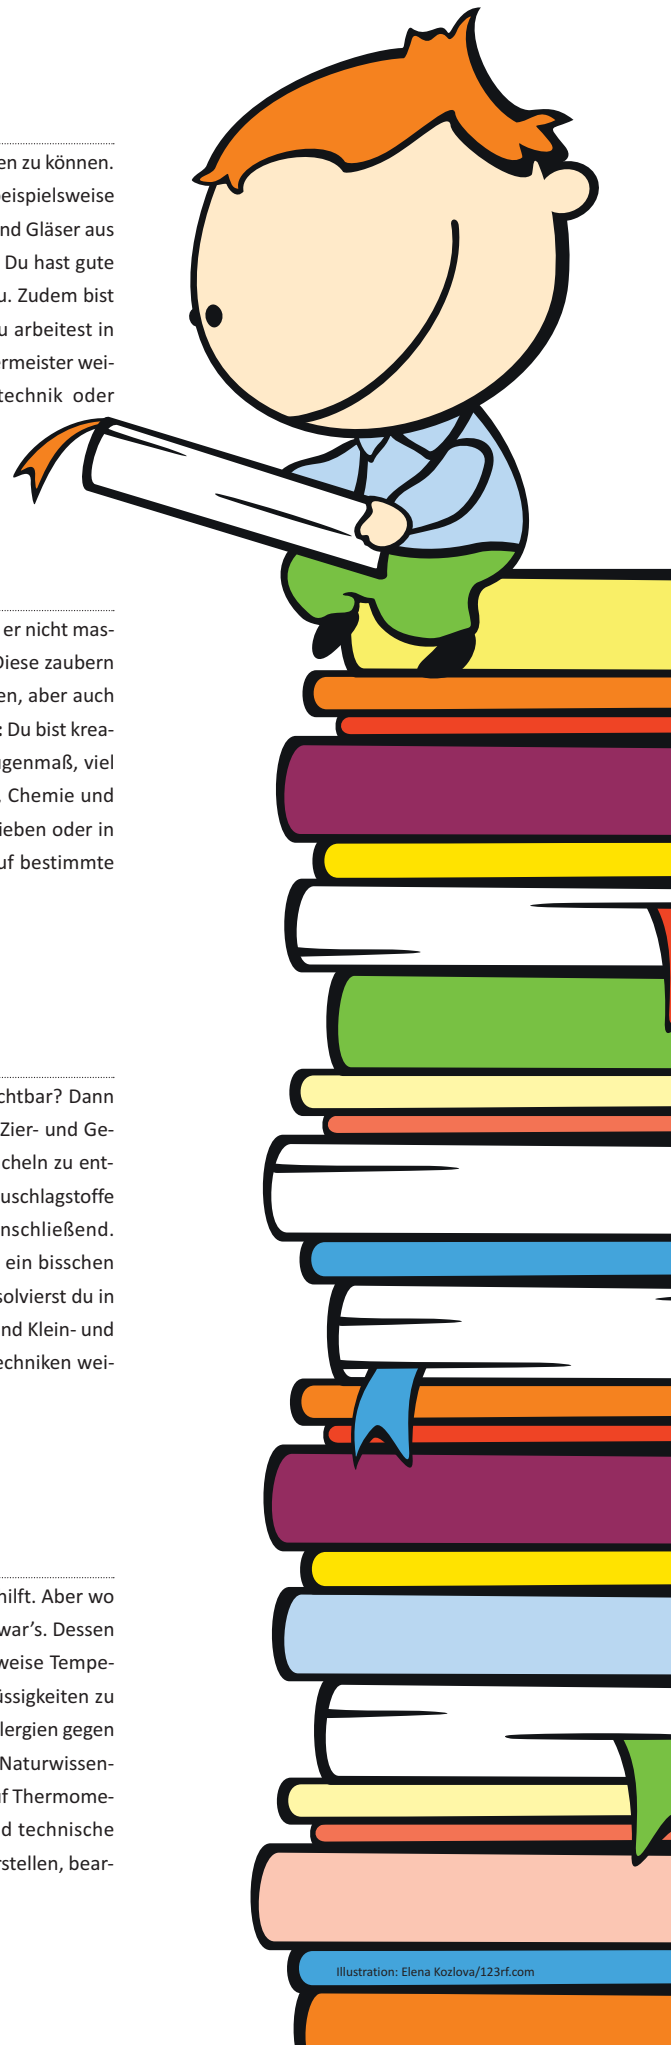 en zu können.
eispielsweise
nd Gläser aus
Du hast gute
u. Zudem bist
u arbeitest in
ermeister wei-
technik oder
er nicht mas-
Diese zaubern
en, aber auch
: Du bist krea-
ugenmaß, viel
, Chemie und
ieben oder in
uf bestimmte
chtbar? Dann
Zier- und Ge-
cheln zu ent-
uschlagstoffe
nschließend.
ein bisschen
solvierst du in
nd Klein- und
echniken wei-
hilft. Aber wo
war’s. Dessen
weise Tempe-
üssigkeiten zu
llergien gegen
Naturwissen-
uf Thermome-
d technische
rstellen, bear-
Illustration: Elena Kozlova/123rf.com